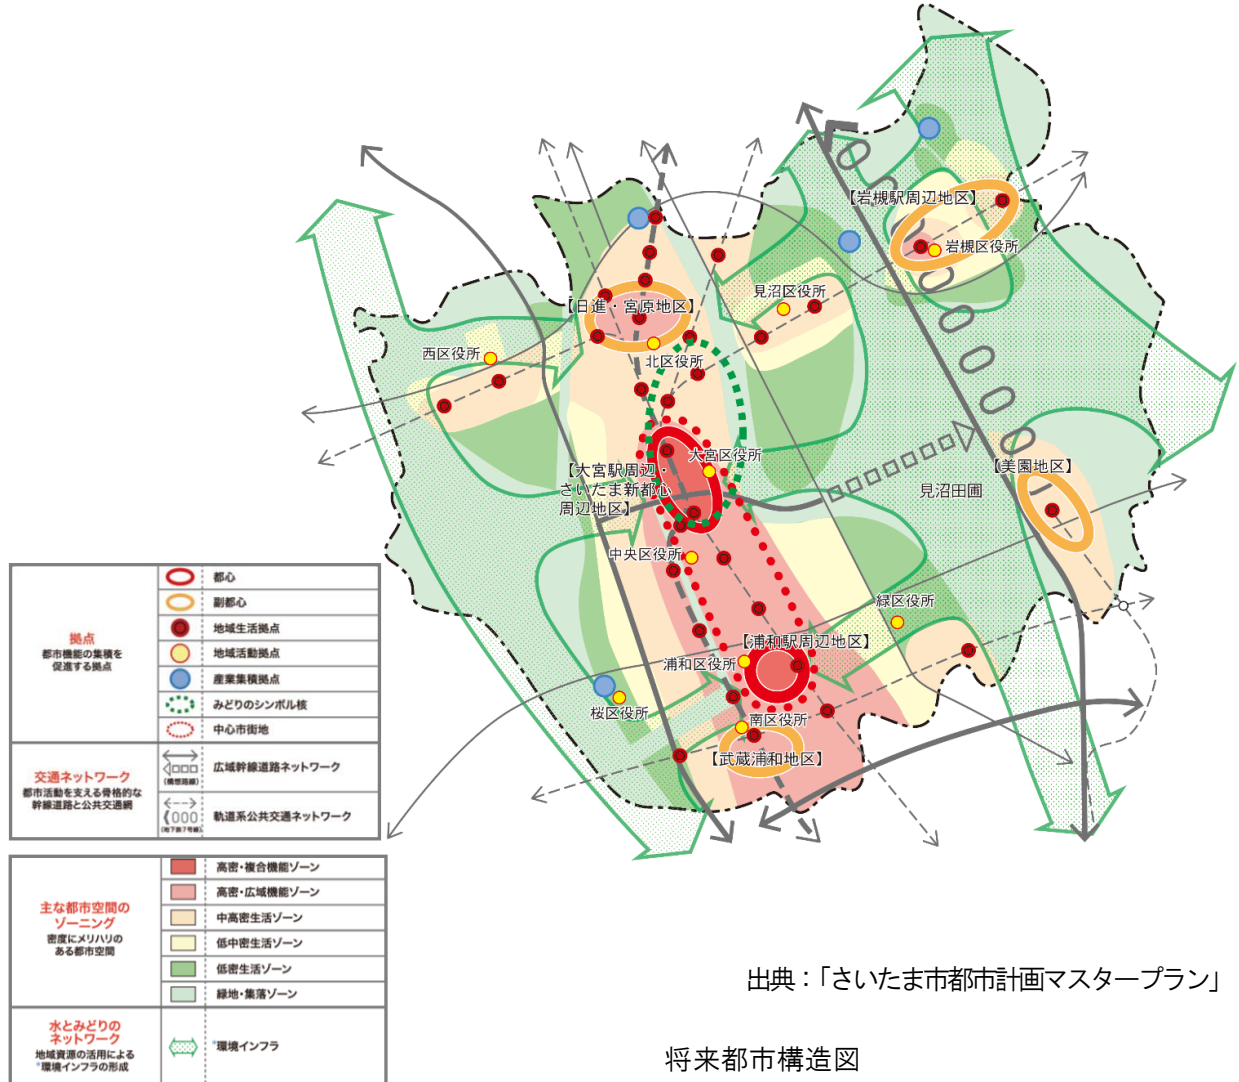 【岩槻駅周辺地区】
岩槻区役所
見沼区役所
【日進・宮原地区】
西区役所
北区役所
大宮区役所
【大宮駅周辺・
さいたま新都心
周辺地区】
【美園地区】
見沼田圃
中央区役所
緑区役所
【浦和駅周辺地区】
浦和区役所
桜区役所
南区役所
【武蔵浦和地区】
拠点
都市機能の集積を
促進する拠点
都心
副都心
地域生活拠点
地域活動拠点
産業集積拠点
みどりのシンボル核
中心市街地
交通ネットワーク
都市活動を支える骨格的な
幹線道路と公共交通網
(構想路線)
広域幹線道路ネットワーク
(地下鉄7号線)
軌道系公共交通ネットワーク
主な都市空間の
ゾーニング
密度にメリハリの
ある都市空間
高密・複合機能ゾーン
高密・広域機能ゾーン
中高密生活ゾーン
低中密生活ゾーン
低密生活ゾーン
緑地・集落ゾーン
水とみどりの
ネットワーク
地域資源の活用による
*環境インフラの形成
*環境インフラ
出典：「さいたま市都市計画マスタープラン」
将来都市構造図